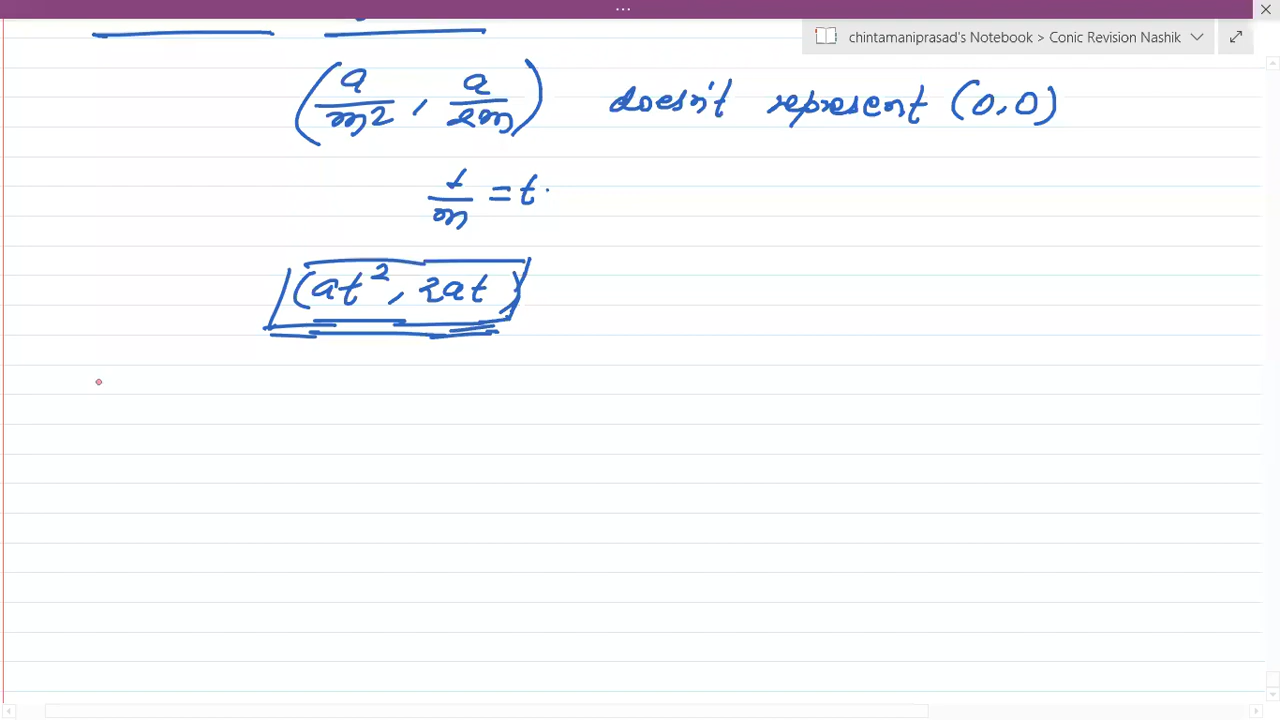 ...
chintamaniprasad's Notebook > Conic Revision Nashik
(a/m², a/2m) doesn't represent (0,0)
1/m = t.
(at², 2at)